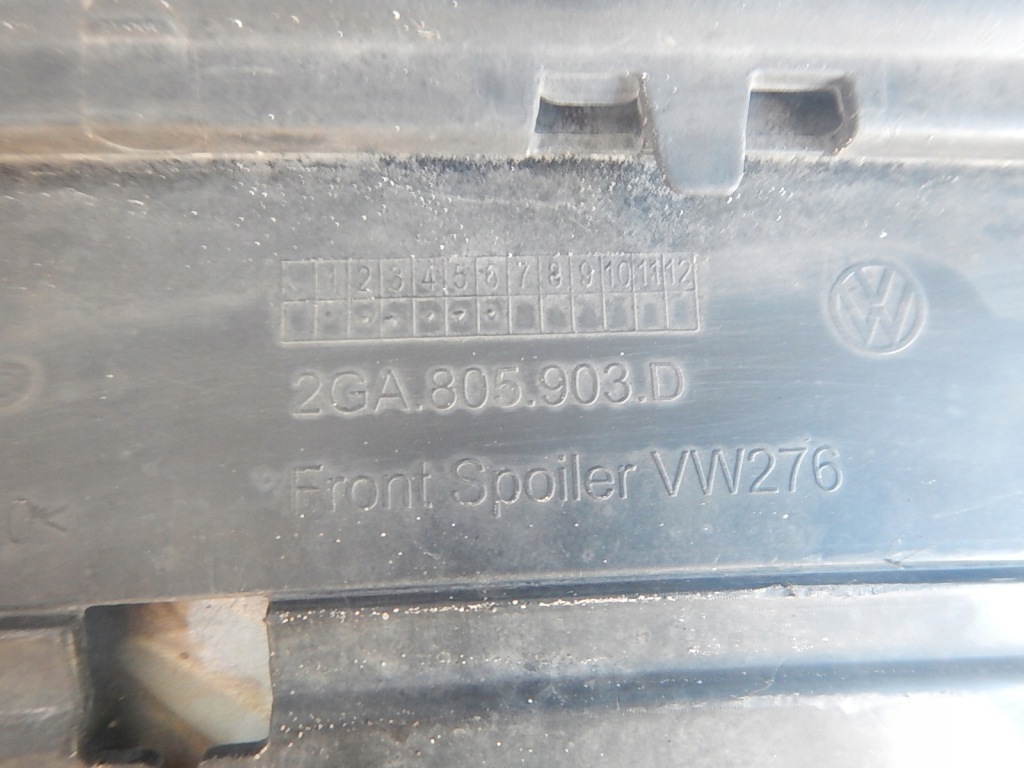 1 2 3 4 5 6 7 8 9 10 11 12
VW
2GA.805.903.D
Front Spoiler VW276